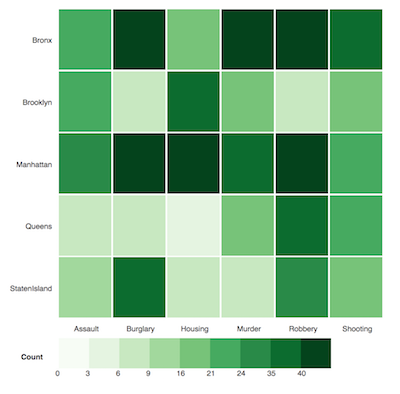 Bronx
Brooklyn
Manhattan
Queens
StatenIsland
Assault Burglary Housing Murder Robbery Shooting
Count
0 3 6 9 16 21 24 35 40